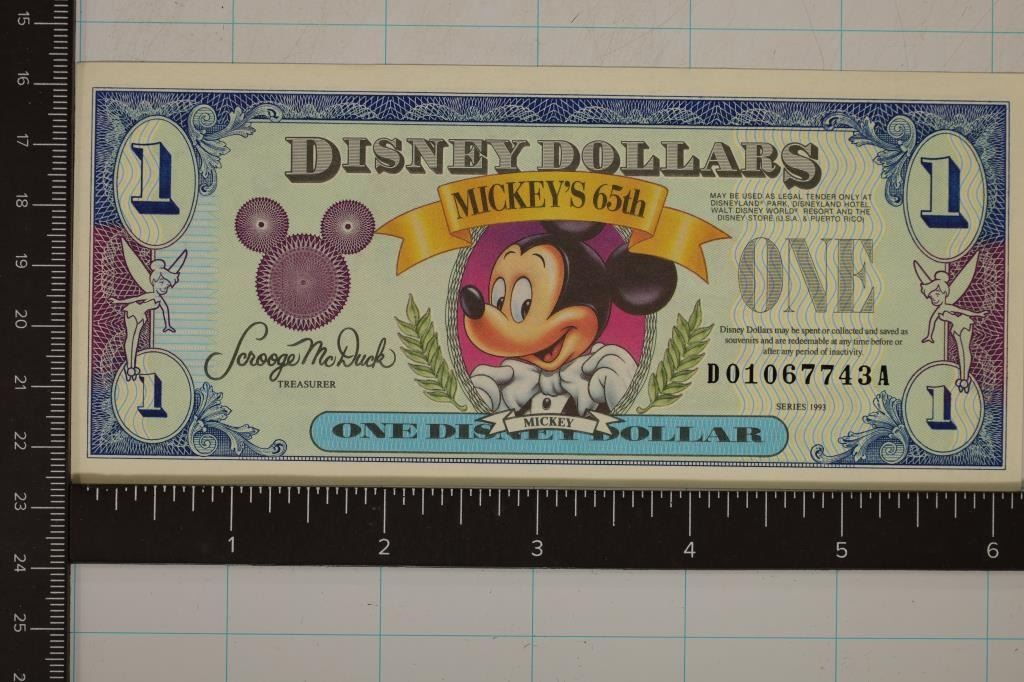 15
16
17
18
19
20
21
22
23
24
25
DISNEY DOLLARS
MICKEY'S 65th
1
1
MAY BE USED AS LEGAL TENDER ONLY AT
DISNEYLAND® PARK, DISNEYLAND HOTEL,
WALT DISNEY WORLD® RESORT AND THE
DISNEY STORE (U.S.A. & PUERTO RICO)
ONE
Disney Dollars may be spent or collected and saved as
souvenirs and are redeemable at any time before or
after any period of inactivity.
Scrooge McDuck
TREASURER
D01067743A
SERIES 1993
1
1
MICKEY
ONE DISNEY DOLLAR
1 2 3 4 5 6